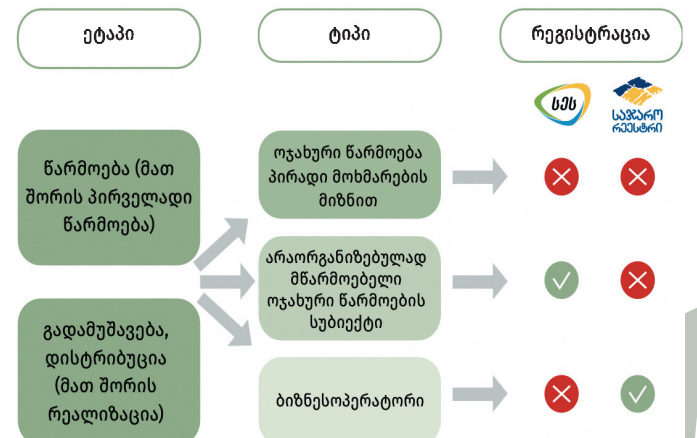 ეტაპი
ტიპი
რეგისტრაცია
სეს
საჯარო
რეესტრი
წარმოება (მათ
შორის პირველადი
წარმოება)
გადამუშავება,
დისტრიბუცია
(მათ შორის
რეალიზაცია)
ოჯახური წარმოება
პირადი მოხმარების
მიზნით
არაორგანიზებულად
მწარმოებელი
ოჯახური წარმოების
სუბიექტი
ბიზნესოპერატორი